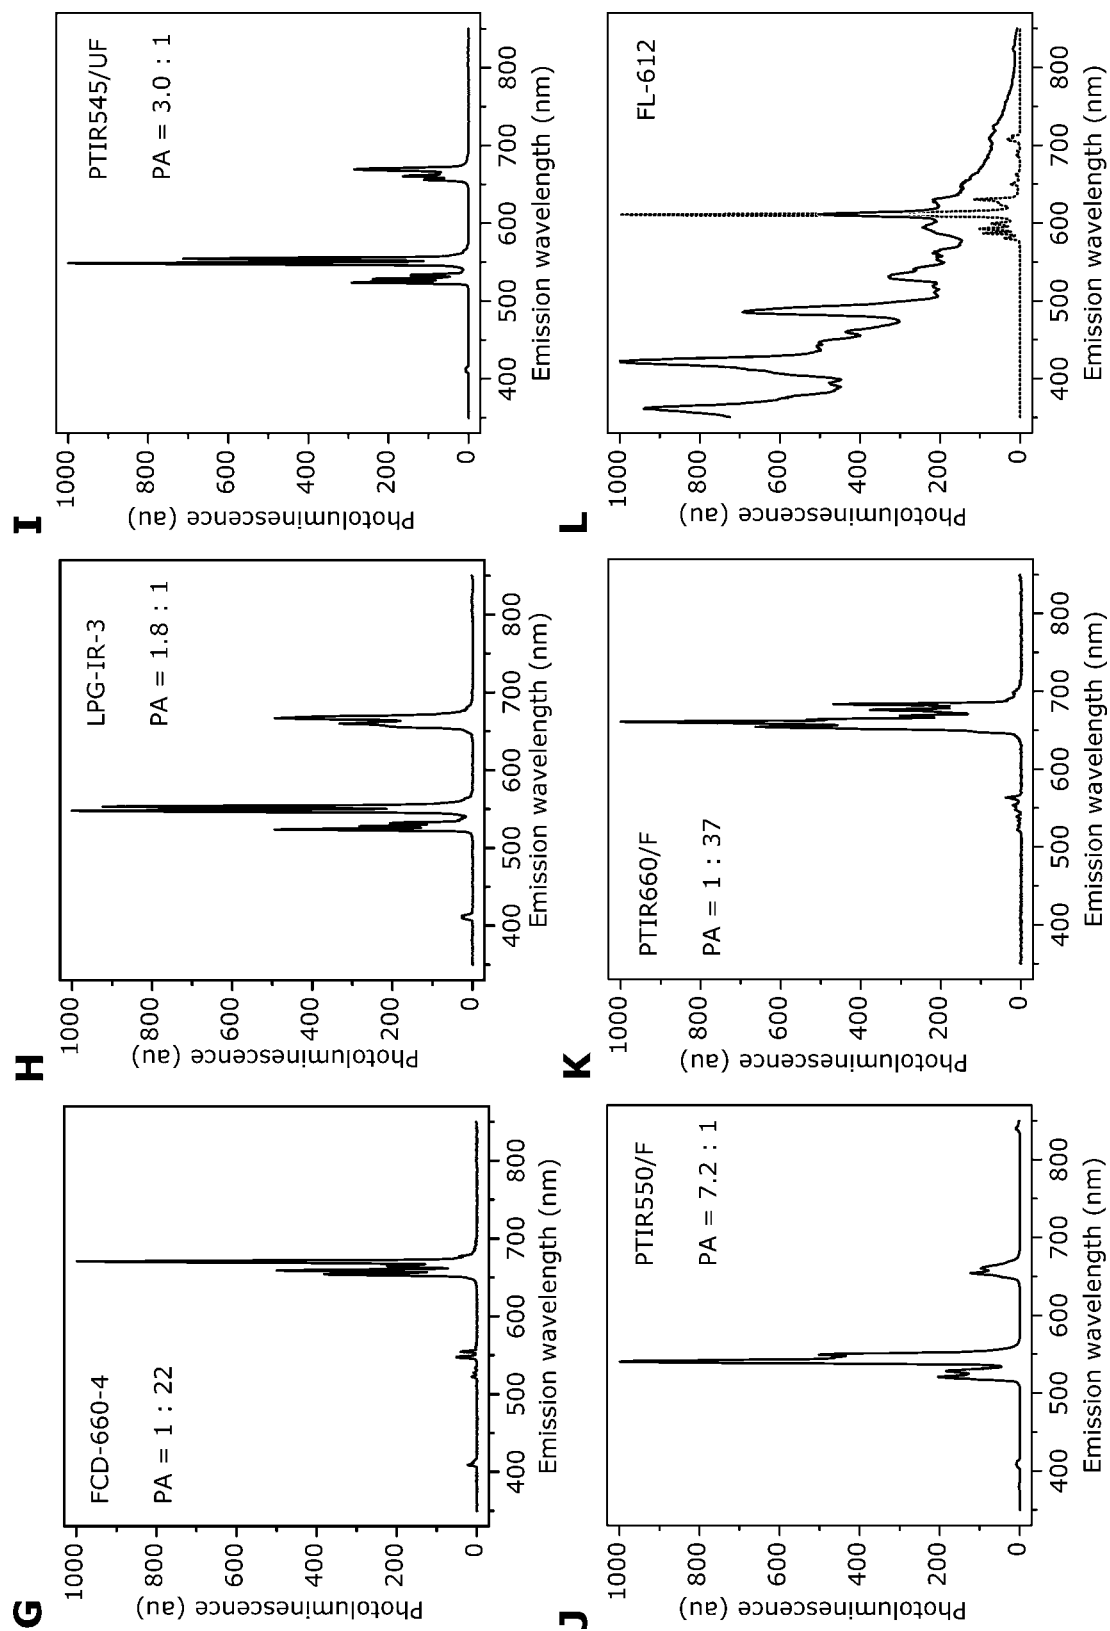 G
FCD-660-4
PA = 1 : 22
1000
800
600
400
200
0
Photoluminescence (au)
400 500 600 700 800
Emission wavelength (nm)
H
LPG-IR-3
PA = 1.8 : 1
1000
800
600
400
200
0
Photoluminescence (au)
400 500 600 700 800
Emission wavelength (nm)
I
PTIR545/UF
PA = 3.0 : 1
1000
800
600
400
200
0
Photoluminescence (au)
400 500 600 700 800
Emission wavelength (nm)
J
PTIR550/F
PA = 7.2 : 1
1000
800
600
400
200
0
Photoluminescence (au)
400 500 600 700 800
Emission wavelength (nm)
K
PTIR660/F
PA = 1 : 37
1000
800
600
400
200
0
Photoluminescence (au)
400 500 600 700 800
Emission wavelength (nm)
L
FL-612
1000
800
600
400
200
0
Photoluminescence (au)
400 500 600 700 800
Emission wavelength (nm)